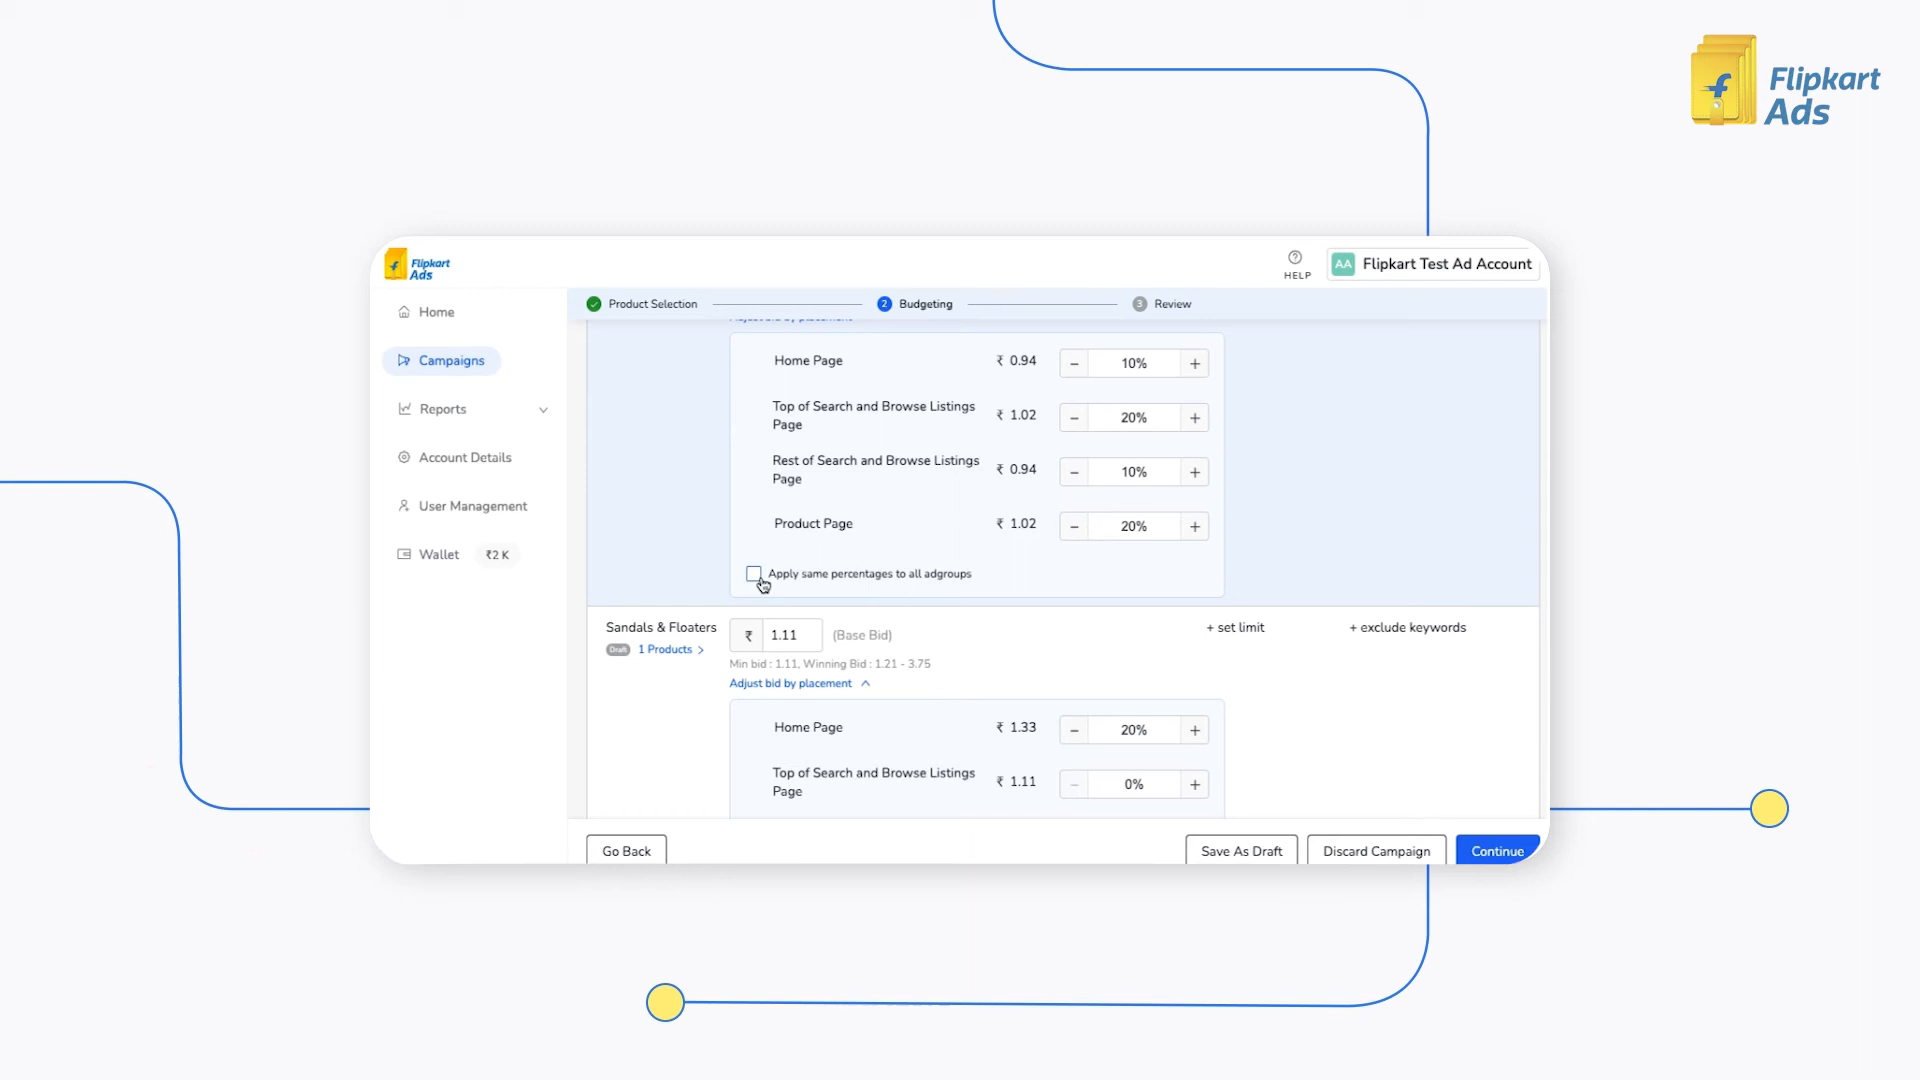 Flipkart
Ads
Flipkart
Ads
HELP
AA Flipkart Test Ad Account
Home
Campaigns
Reports
Account Details
User Management
Wallet ₹2 K
Product Selection
2 Budgeting
3 Review
Adjust bid by placement
Home Page ₹ 0.94 − 10% +
Top of Search and Browse Listings
Page ₹ 1.02 − 20% +
Rest of Search and Browse Listings
Page ₹ 0.94 − 10% +
Product Page ₹ 1.02 − 20% +
Apply same percentages to all adgroups
Sandals & Floaters ₹ 1.11 (Base Bid) + set limit + exclude keywords
Draft 1 Products >
Min bid : 1.11, Winning Bid : 1.21 - 3.75
Adjust bid by placement
Home Page ₹ 1.33 − 20% +
Top of Search and Browse Listings
Page ₹ 1.11 − 0% +
Go Back
Save As Draft
Discard Campaign
Continue